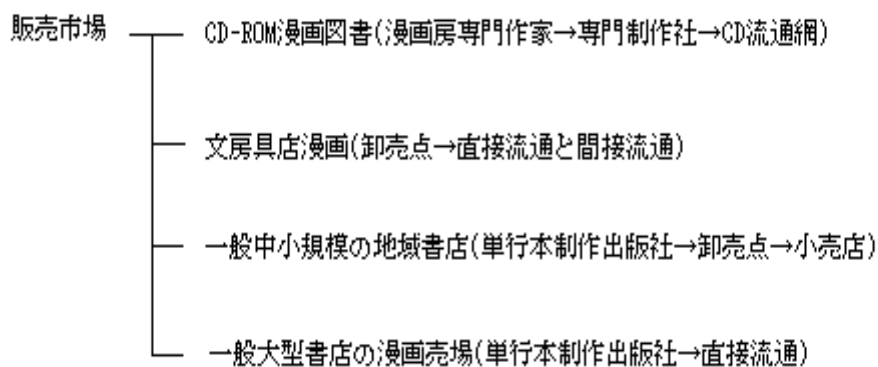 販売市場
CD-ROM漫画図書(漫画房専門作家→専門制作社→CD流通網)
文房具店漫画(卸売点→直接流通と間接流通)
一般中小規模の地域書店(単行本制作出版社→卸売点→小売店)
一般大型書店の漫画売場(単行本制作出版社→直接流通)